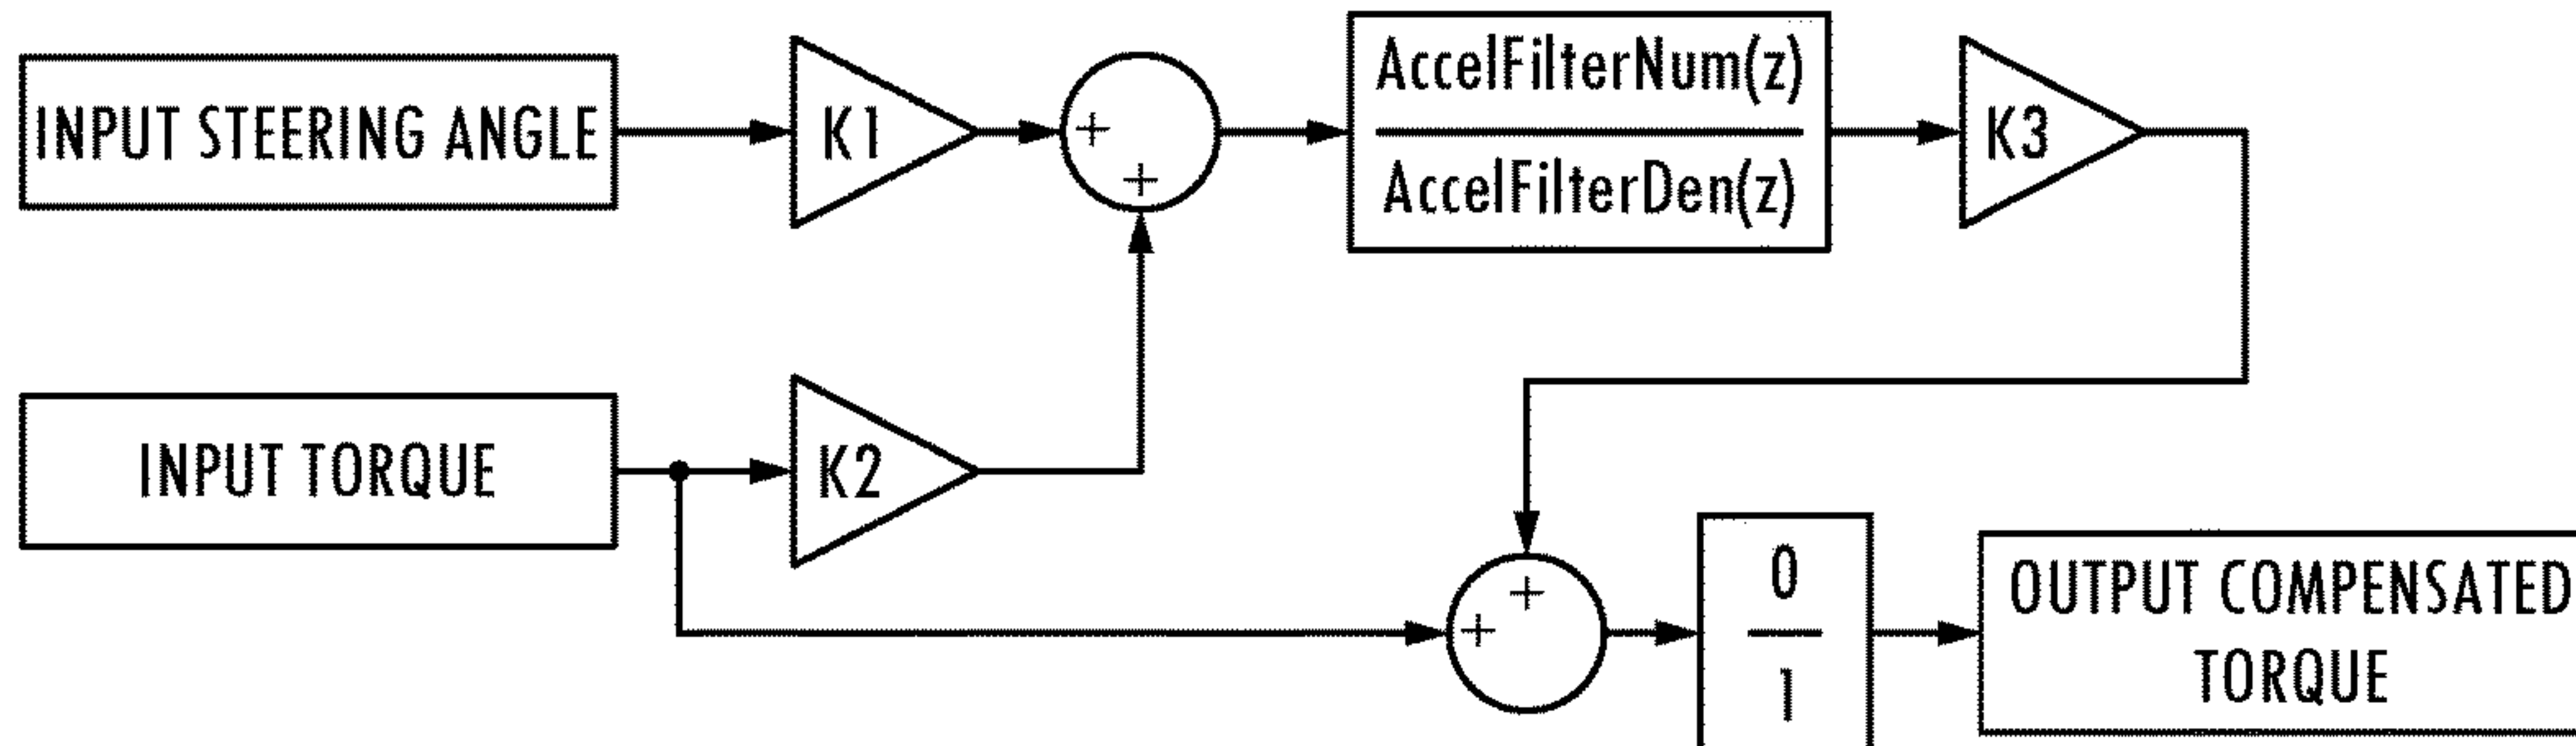 INPUT STEERING ANGLE
K1
+
+
AccelFilterNum(z)
AccelFilterDen(z)
K3
INPUT TORQUE
K2
+
+
0
1
OUTPUT COMPENSATED
TORQUE